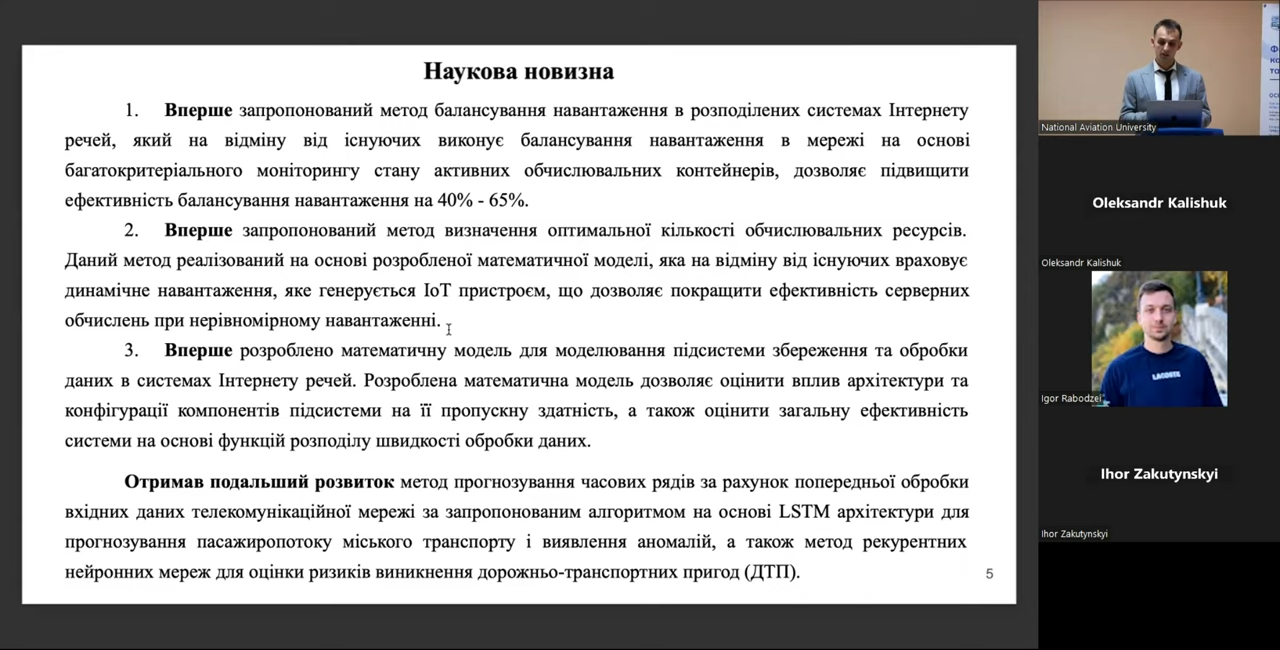 Наукова новизна
1. Вперше запропонований метод балансування навантаження в розподілених системах Інтернету
речей, який на відміну від існуючих виконує балансування навантаження в мережі на основі
багатокритеріального моніторингу стану активних обчислювальних контейнерів, дозволяє підвищити
ефективність балансування навантаження на 40% - 65%.
2. Вперше запропонований метод визначення оптимальної кількості обчислювальних ресурсів.
Даний метод реалізований на основі розробленої математичної моделі, яка на відміну від існуючих враховує
динамічне навантаження, яке генерується IoT пристроєм, що дозволяє покращити ефективність серверних
обчислень при нерівномірному навантаженні.
3. Вперше розроблено математичну модель для моделювання підсистеми збереження та обробки
даних в системах Інтернету речей. Розроблена математична модель дозволяє оцінити вплив архітектури та
конфігурації компонентів підсистеми на її пропускну здатність, а також оцінити загальну ефективність
системи на основі функцій розподілу швидкості обробки даних.
Отримав подальший розвиток метод прогнозування часових рядів за рахунок попередньої обробки
вхідних даних телекомунікаційної мережі за запропонованим алгоритмом на основі LSTM архітектури для
прогнозування пасажиропотоку місього транспорту і виявлення аномалій, а також метод рекурентних
нейронних мереж для оцінки ризиків виникнення дорожньо-транспортних пригод (ДТП).
5
National Aviation University
Oleksandr Kalishuk
Oleksandr Kalishuk
LACOSTE
Igor Rabodzei
Ihor Zakutynskyi
Ihor Zakutynskyi